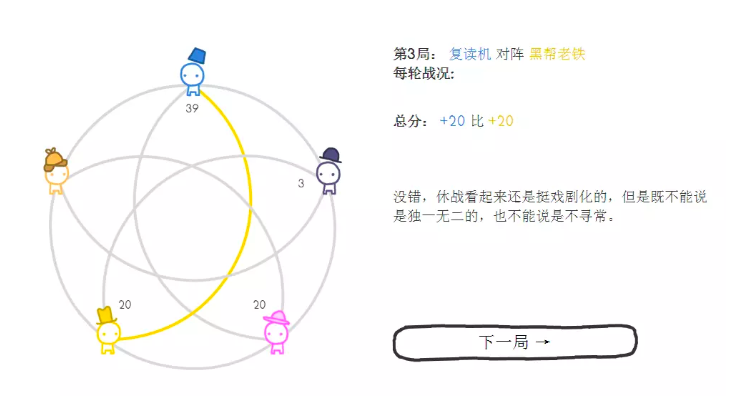 第3局： 复读机 对阵 黑帮老铁
每轮战况:
39
总分： +20 比 +20
3
没错，休战看起来还是挺戏剧化的，但是既不能说
是独一无二的，也不能说是不寻常。
20
20
下一局 →